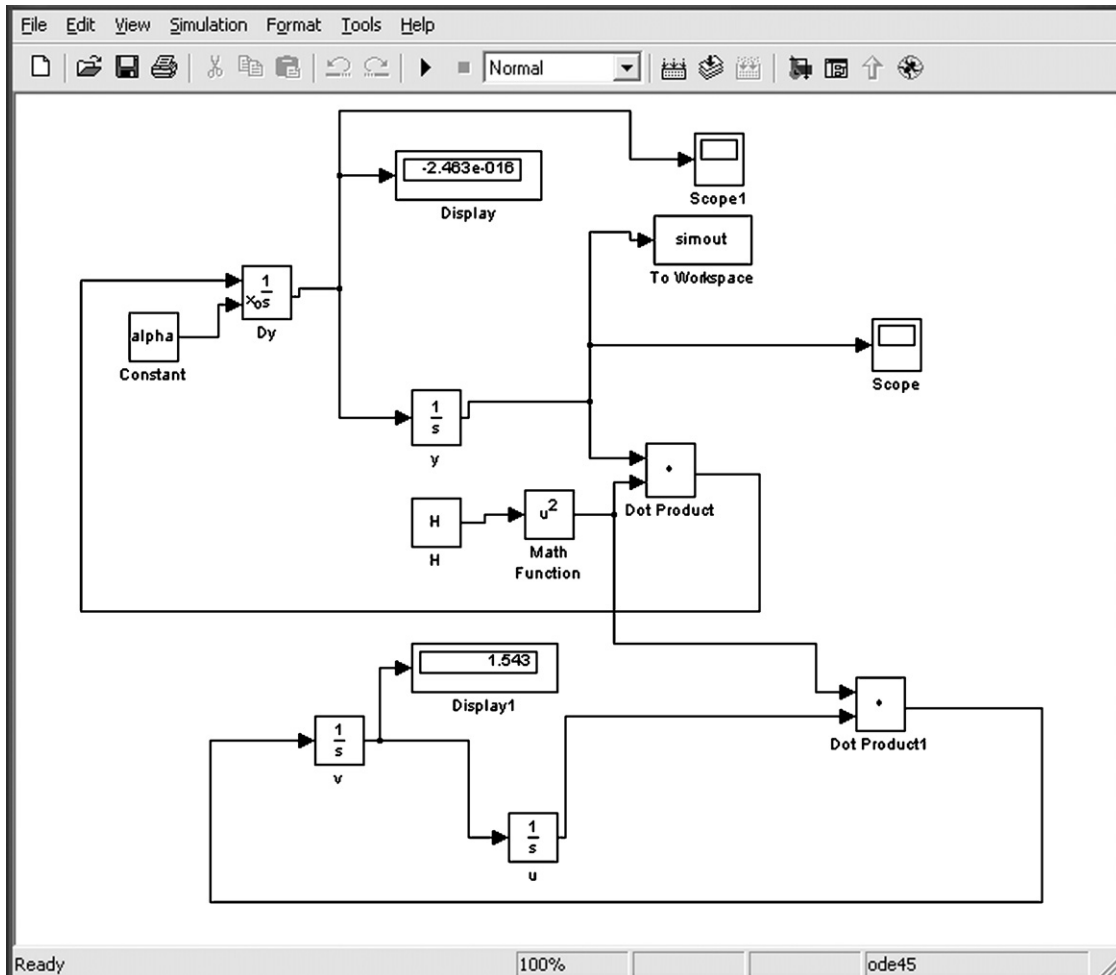 File Edit View Simulation Format Tools Help
Normal
-2.463e-016
Display
Scope1
simout
To Workspace
1
s
xo
Dy
alpha
Constant
Scope
1
s
y
Dot Product
H
H
u2
Math
Function
1.543
Display1
1
s
v
Dot Product1
1
s
u
Ready 100% ode45